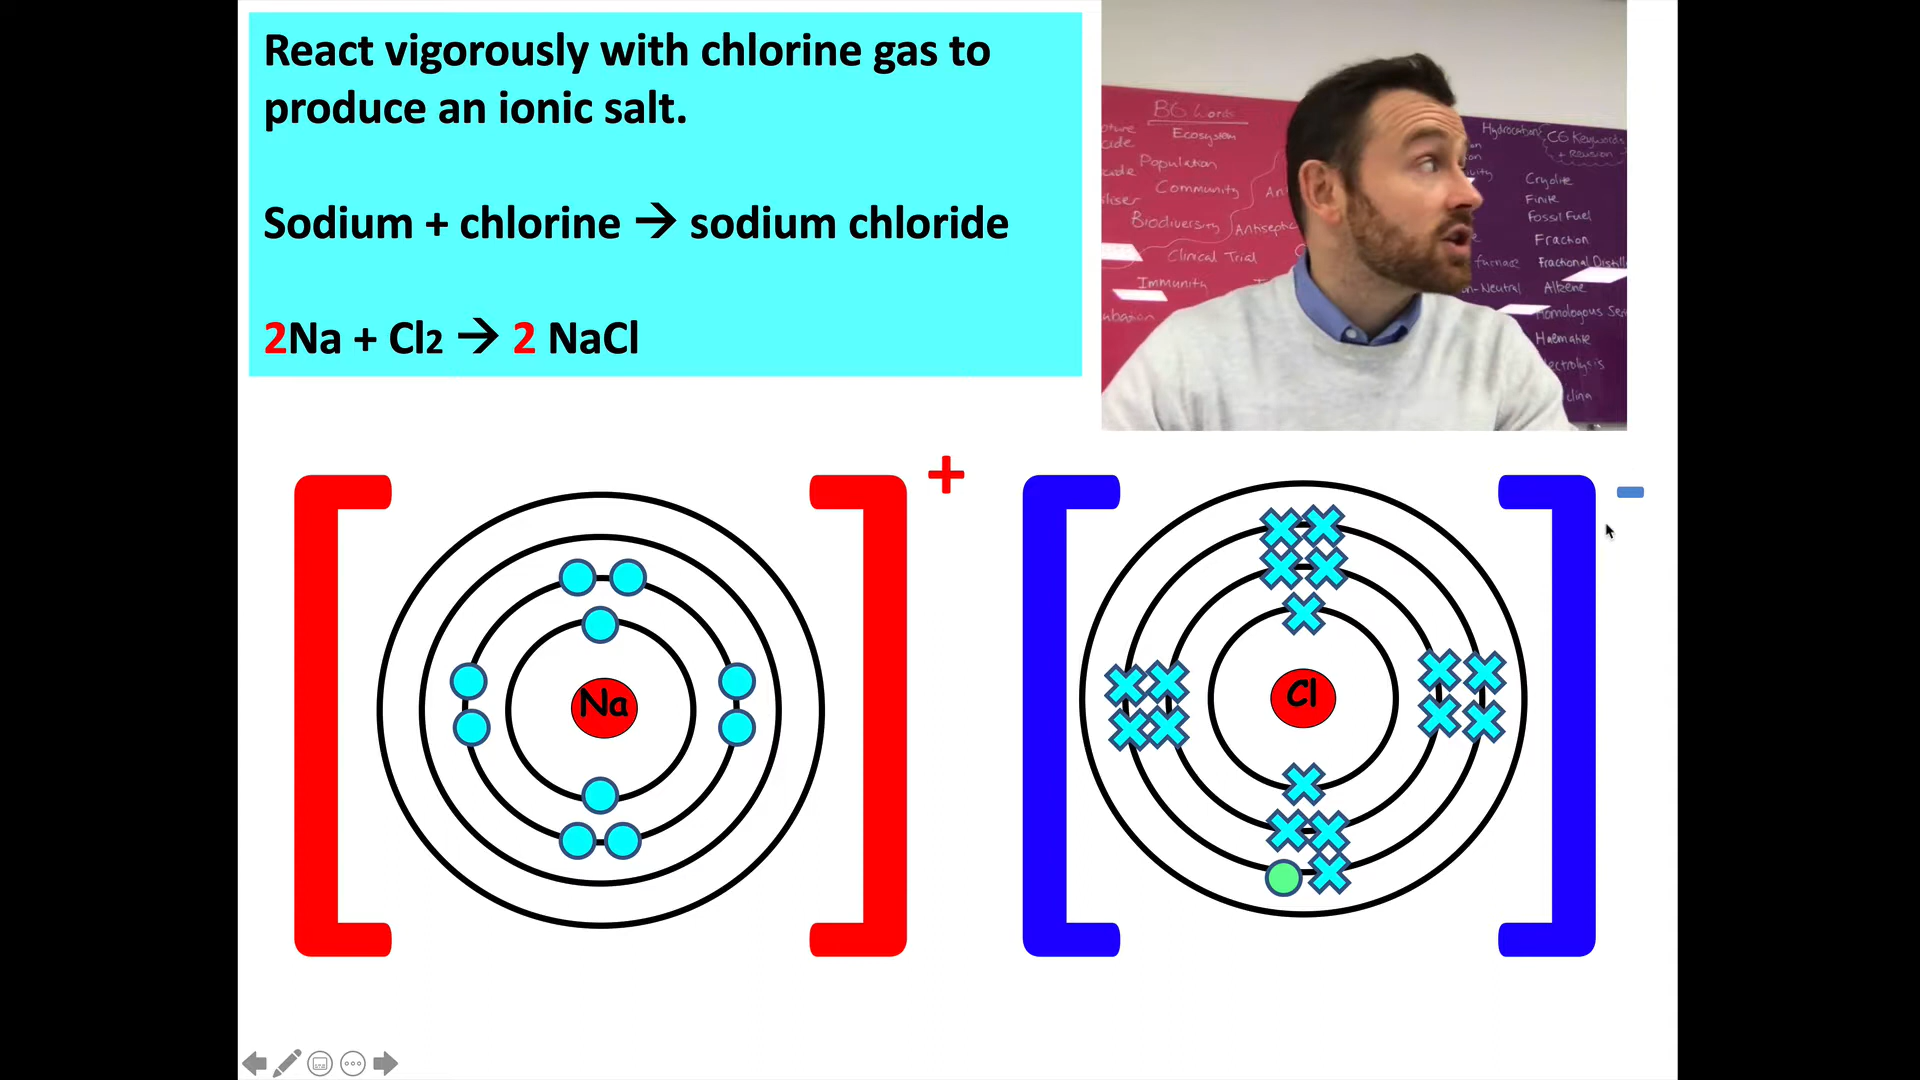 React vigorously with chlorine gas to
produce an ionic salt.
Sodium + chlorine → sodium chloride
2Na + Cl2 → 2 NaCl
B6 Words
Ecosystem
Population
Community
Biodiversity
Antiseptic
Clinical Trial
Immunity
Hydrocarbon
C6 Keywords
+ Revision
Cryolite
Finite
Fossil Fuel
Fraction
furnace Fractional Distill
Alkene
Homologous Se
Haematite
+
-
Na
Cl